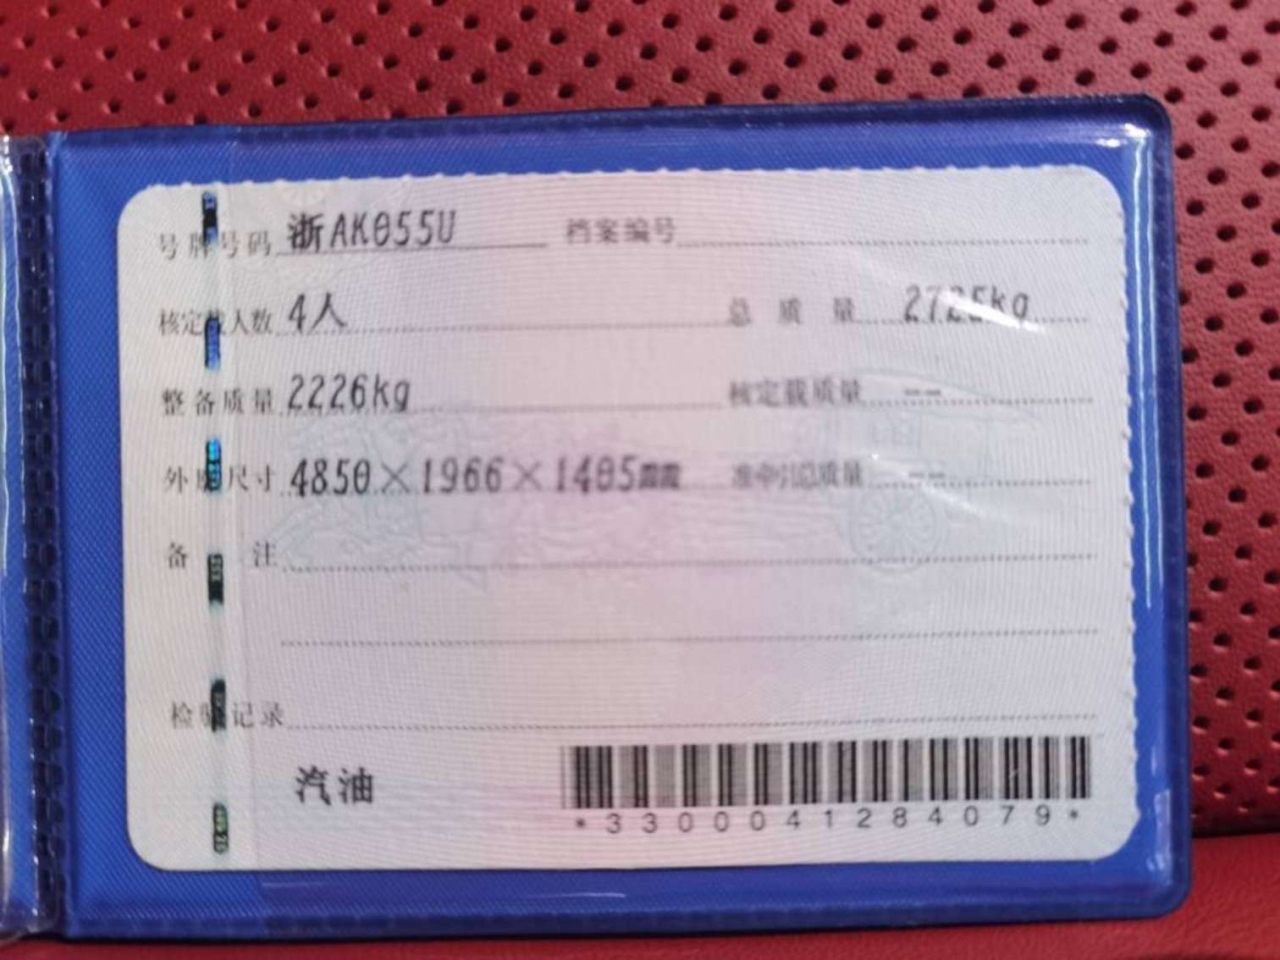 号牌号码 浙AK055U 档案编号
核定载人数 4人 总质量 2725kg
整备质量 2226kg 核定载质量 --
外廓尺寸 4850×1966×1405mm 准牵引总质量 --
备注
检验记录
汽油
*330004128407 9*